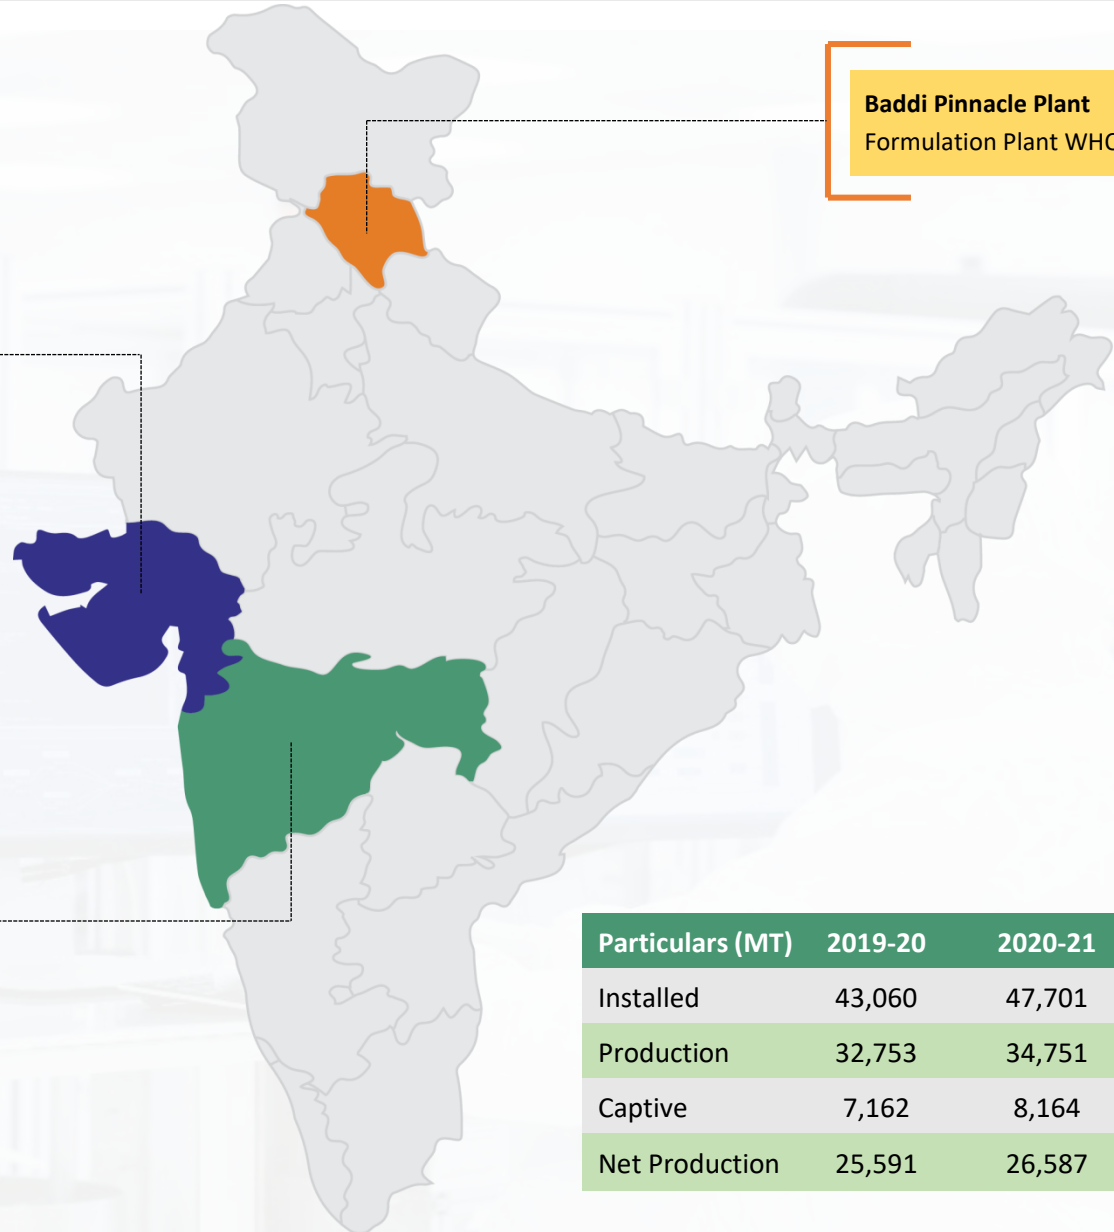 Baddi Pinnacle Plant
Formulation Plant WHO
Particulars (MT) 2019-20 2020-21
Installed 43,060 47,701
Production 32,753 34,751
Captive 7,162 8,164
Net Production 25,591 26,587